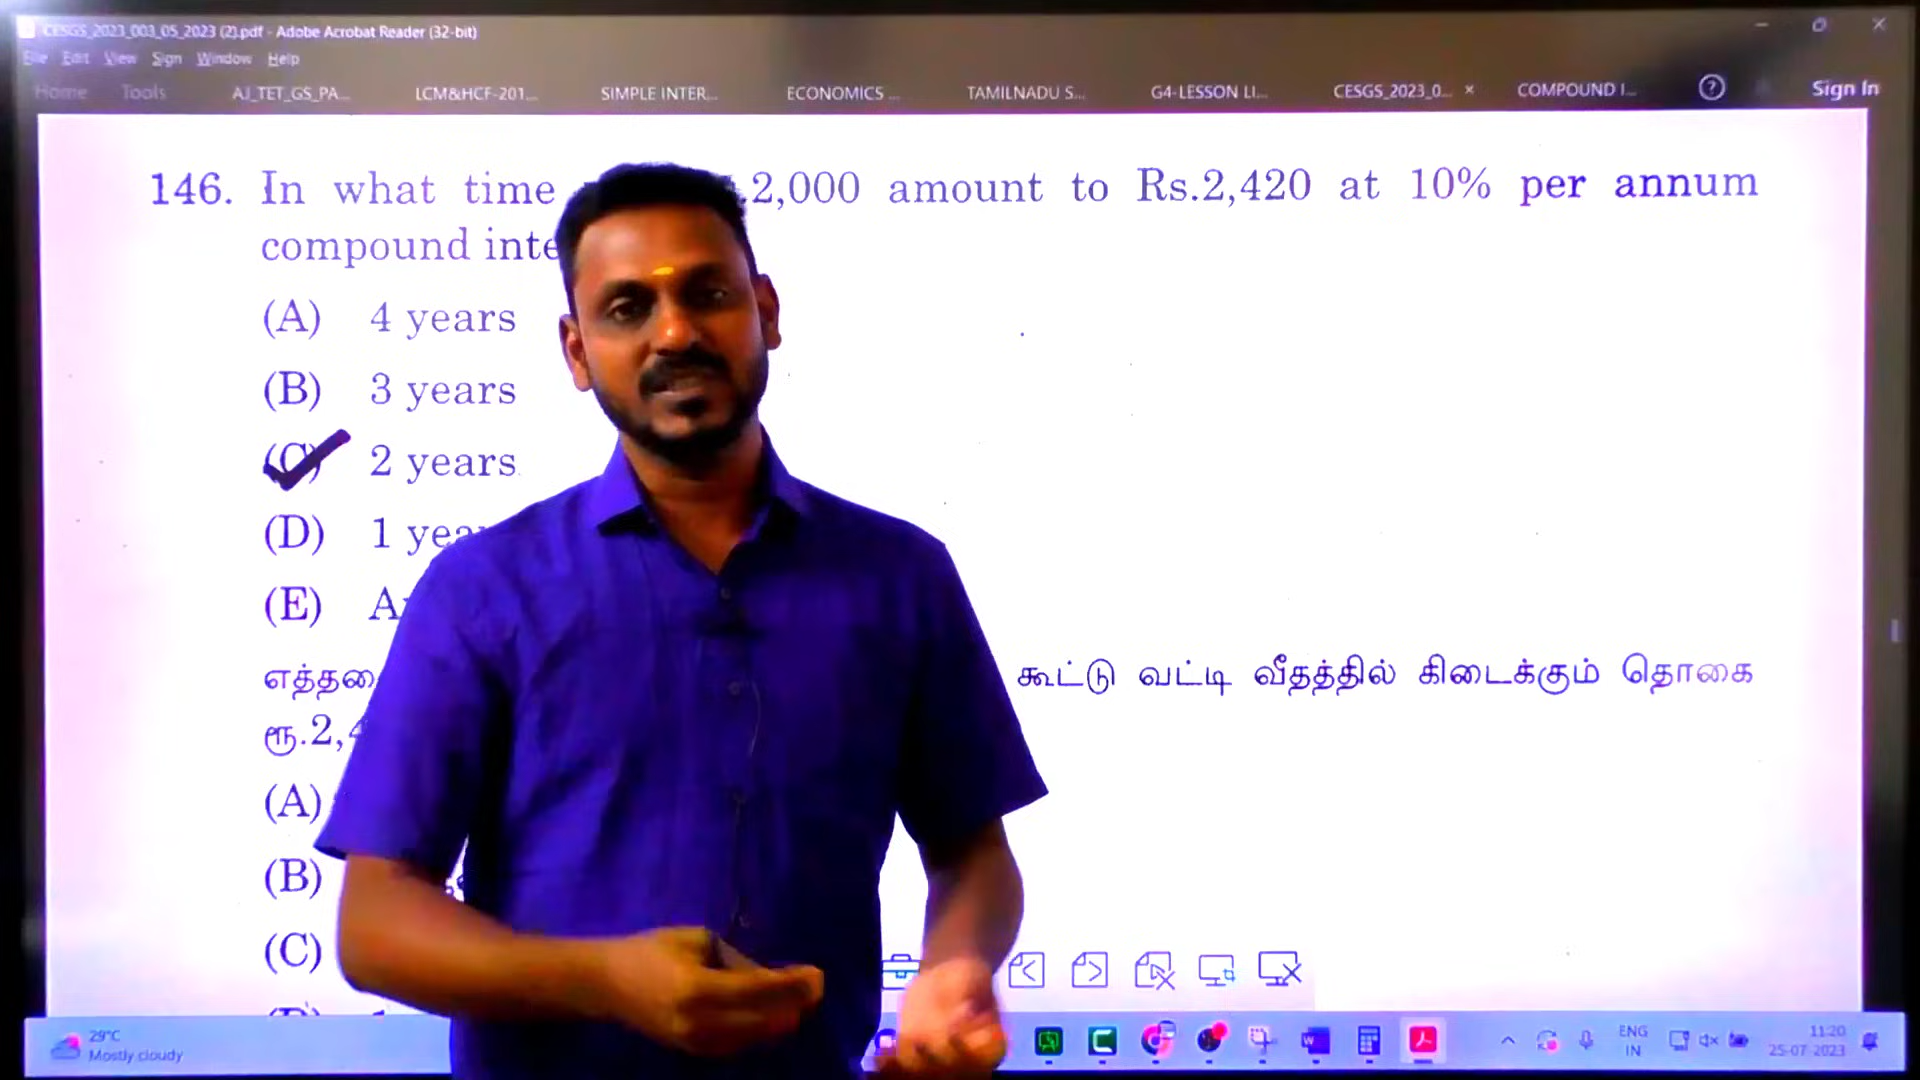 CESGS_2023_003_05_2023 (2).pdf - Adobe Acrobat Reader (32-bit)
File Edit View Sign Window Help
Home Tools AJ_TET_GS_PA... LCM&HCF-201... SIMPLE INTER... ECONOMICS ... TAMILNADU S... G4-LESSON LI... CESGS_2023_0... × COMPOUND I... Sign In
146. In what time .2,000 amount to Rs.2,420 at 10% per annum
compound inte
(A) 4 years
(B) 3 years
(C) 2 years
(D) 1 yea
(E) A
எத்தனை கூட்டு வட்டி வீதத்தில் கிடைக்கும் தொகை
ரூ.2,4
(A)
(B)
(C)
29°C
Mostly cloudy
ENG
IN
11:20
25-07-2023